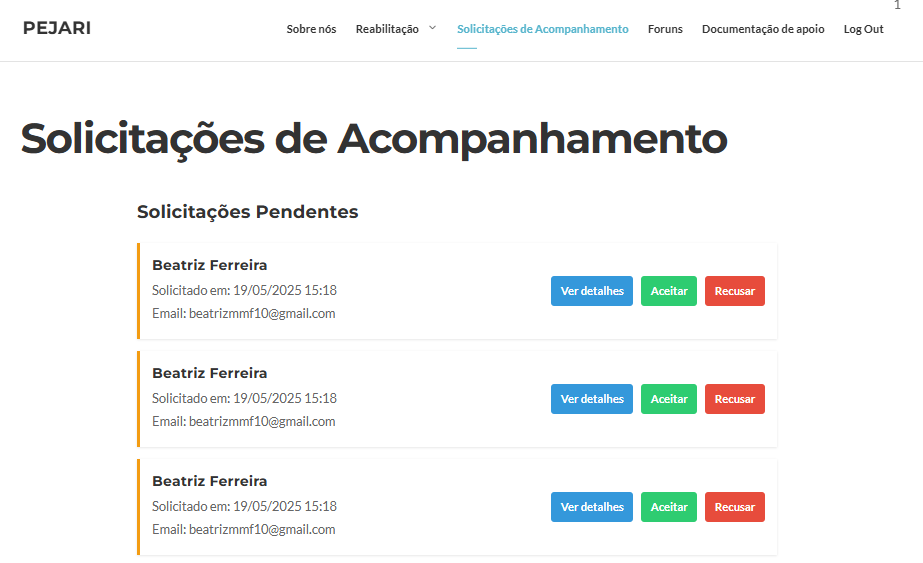 1
PEJARI
Sobre nós Reabilitação Solicitações de Acompanhamento Foruns Documentação de apoio Log Out
Solicitações de Acompanhamento
Solicitações Pendentes
Beatriz Ferreira
Solicitado em: 19/05/2025 15:18
Email: beatrizmmf10@gmail.com
Ver detalhes Aceitar Recusar
Beatriz Ferreira
Solicitado em: 19/05/2025 15:18
Email: beatrizmmf10@gmail.com
Ver detalhes Aceitar Recusar
Beatriz Ferreira
Solicitado em: 19/05/2025 15:18
Email: beatrizmmf10@gmail.com
Ver detalhes Aceitar Recusar